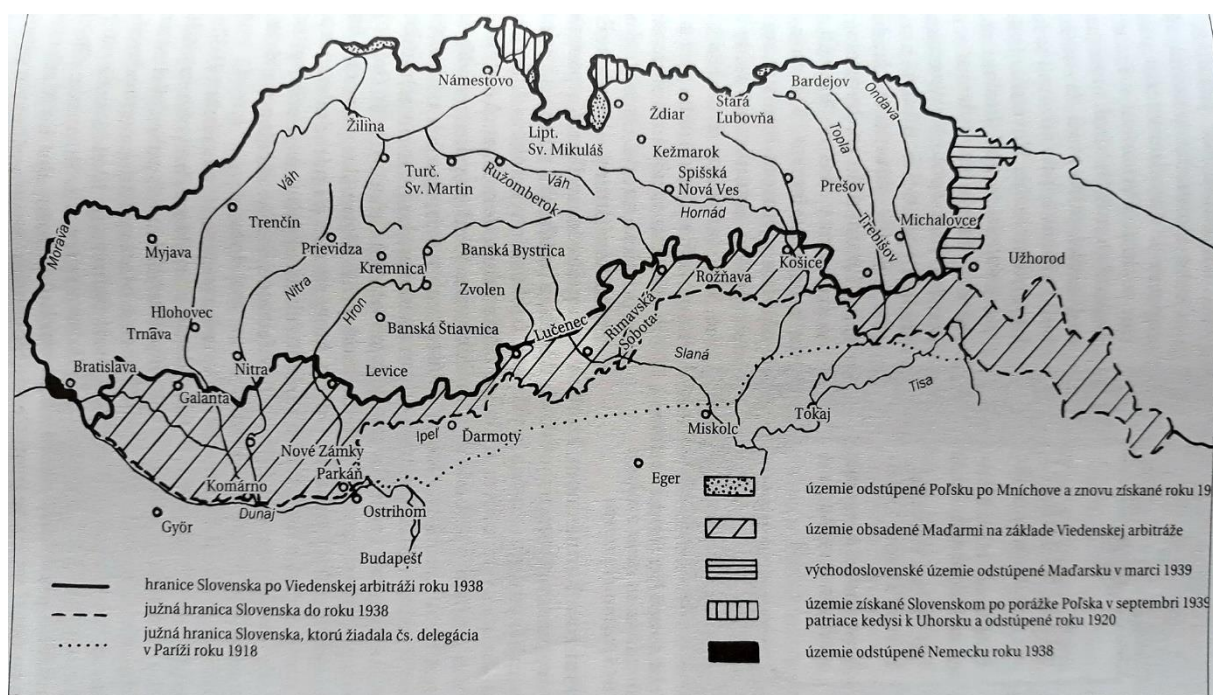 Námestovo
Bardejov
Ondava
Žilina
Lipt.
Sv. Mikuláš
Ždiar
Stará
Ľubovňa
Topla
Kežmarok
Váh
Turč.
Sv. Martin
Ružomberok
Váh
Spišská
Nová Ves
Prešov
Hornád
Trenčín
Michalovce
Morava
Myjava
Prievidza
Banská Bystrica
Trebišov
Košice
Užhorod
Kremnica
Rožňava
Nitra
Zvolen
Hlohovec
Hron
Banská Štiavnica
Lučenec
Rimavská
Sobota
Trnava
Slaná
Bratislava
Nitra
Levice
Galanta
Tisa
Tokaj
Miskolc
Ipeľ
Ďarmoty
Nové Zámky
Eger
Parkáň
Komárno
Dunaj
Ostrihom
Györ
Budapešť
hranice Slovenska po Viedenskej arbitráži roku 1938
južná hranica Slovenska do roku 1938
južná hranica Slovenska, ktorú žiadala čs. delegácia
v Paríži roku 1918
územie odstúpené Poľsku po Mníchove a znovu získané roku 19
územie obsadené Maďarmi na základe Viedenskej arbitráže
východoslovenské územie odstúpené Maďarsku v marci 1939
územie získané Slovenskom po porážke Poľska v septembri 1939
patriace kedysi k Uhorsku a odstúpené roku 1920
územie odstúpené Nemecku roku 1938